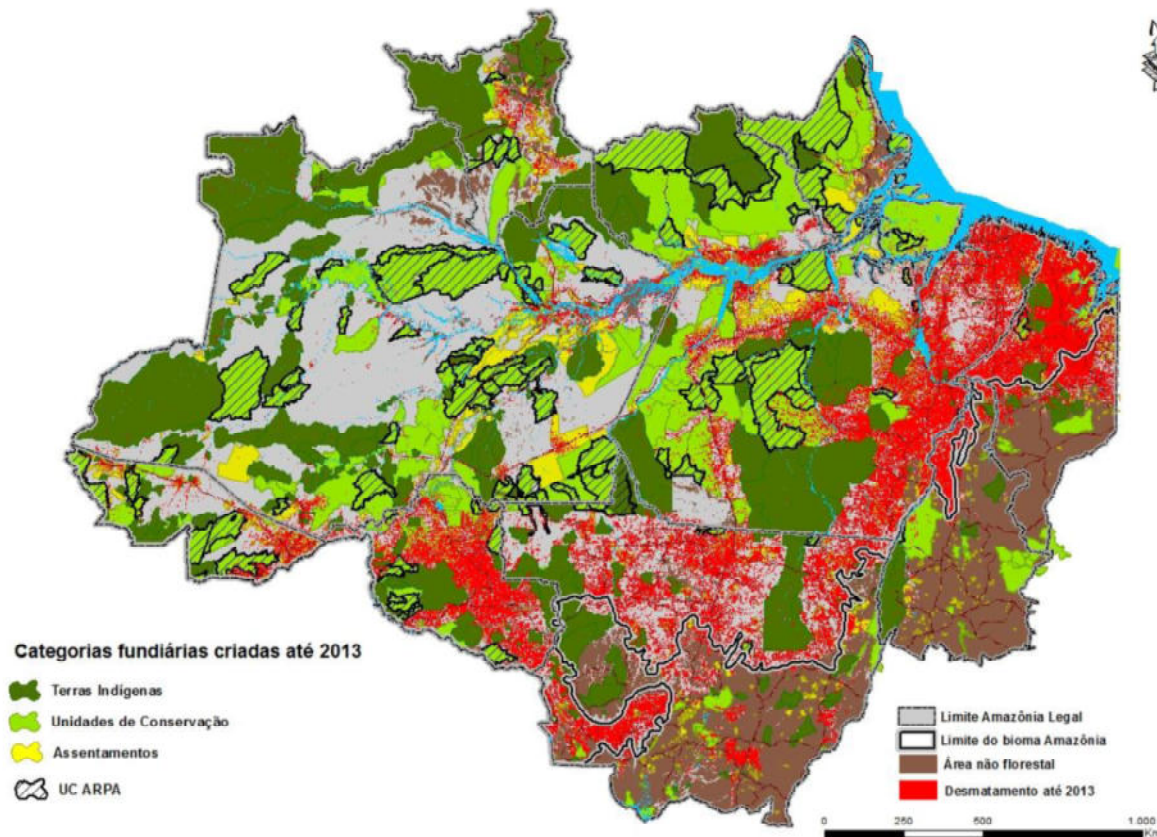 N
Categorias fundiárias criadas até 2013
Terras Indígenas
Unidades de Conservação
Assentamentos
UC ARPA
Limite Amazônia Legal
Limite do bioma Amazônia
Área não florestal
Desmatamento até 2013
0 250 500 1.000
Km